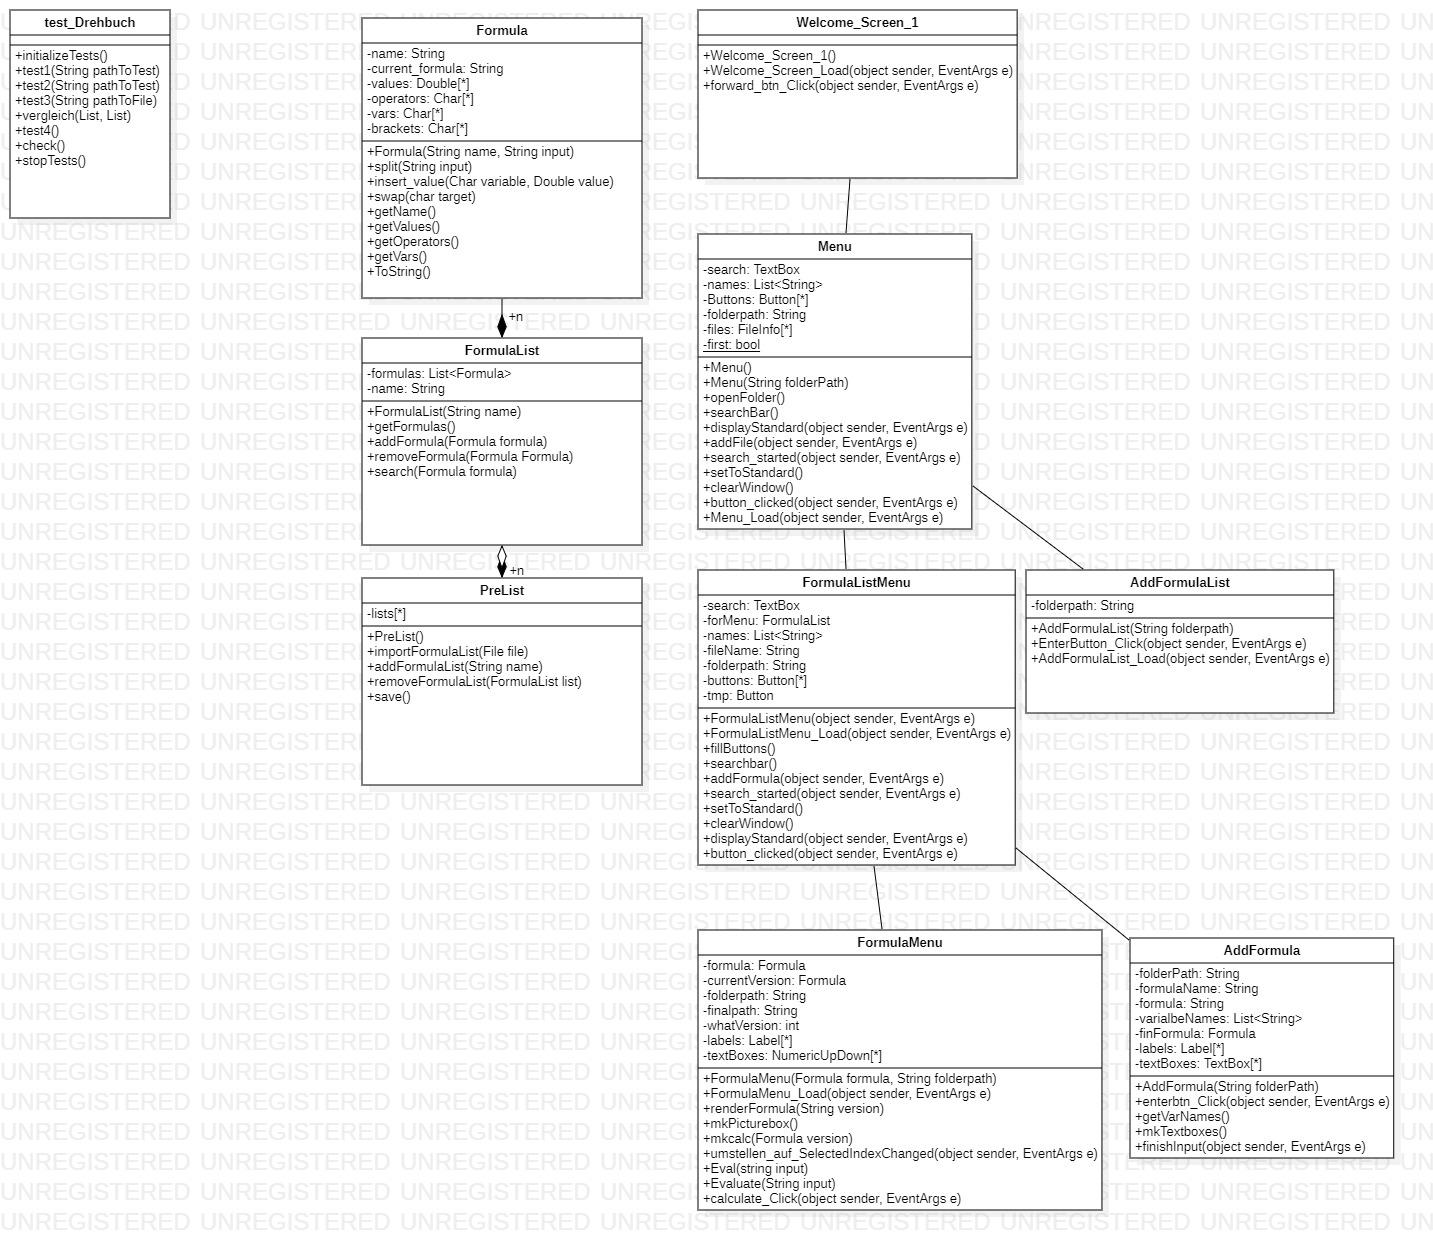 test_Drehbuch
+initializeTests()
+test1(String pathToTest)
+test2(String pathToTest)
+test3(String pathToFile)
+vergleich(List, List)
+test4()
+check()
+stopTests()
Formula
-name: String
-current_formula: String
-values: Double[*]
-operators: Char[*]
-vars: Char[*]
-brackets: Char[*]
+Formula(String name, String input)
+split(String input)
+insert_value(Char variable, Double value)
+swap(char target)
+getName()
+getValues()
+getOperators()
+getVars()
+ToString()
+n
FormulaList
-formulas: List<Formula>
-name: String
+FormulaList(String name)
+getFormulas()
+addFormula(Formula formula)
+removeFormula(Formula Formula)
+search(Formula formula)
+n
PreList
-lists[*]
+PreList()
+importFormulaList(File file)
+addFormulaList(String name)
+removeFormulaList(FormulaList list)
+save()
Welcome_Screen_1
+Welcome_Screen_1()
+Welcome_Screen_Load(object sender, EventArgs e)
+forward_btn_Click(object sender, EventArgs e)
Menu
-search: TextBox
-names: List<String>
-Buttons: Button[*]
-folderpath: String
-files: FileInfo[*]
-first: bool
+Menu()
+Menu(String folderPath)
+openFolder()
+searchBar()
+displayStandard(object sender, EventArgs e)
+addFile(object sender, EventArgs e)
+search_started(object sender, EventArgs e)
+setToStandard()
+clearWindow()
+button_clicked(object sender, EventArgs e)
+Menu_Load(object sender, EventArgs e)
FormulaListMenu
-search: TextBox
-forMenu: FormulaList
-names: List<String>
-fileName: String
-folderpath: String
-buttons: Button[*]
-tmp: Button
+FormulaListMenu(object sender, EventArgs e)
+FormulaListMenu_Load(object sender, EventArgs e)
+fillButtons()
+searchbar()
+addFormula(object sender, EventArgs e)
+search_started(object sender, EventArgs e)
+setToStandard()
+clearWindow()
+displayStandard(object sender, EventArgs e)
+button_clicked(object sender, EventArgs e)
AddFormulaList
-folderpath: String
+AddFormulaList(String folderpath)
+EnterButton_Click(object sender, EventArgs e)
+AddFormulaList_Load(object sender, EventArgs e)
FormulaMenu
-formula: Formula
-currentVersion: Formula
-folderpath: String
-finalpath: String
-whatVersion: int
-labels: Label[*]
-textBoxes: NumericUpDown[*]
+FormulaMenu(Formula formula, String folderpath)
+FormulaMenu_Load(object sender, EventArgs e)
+renderFormula(String version)
+mkPicturebox()
+mkcalc(Formula version)
+umstellen_auf_SelectedIndexChanged(object sender, EventArgs e)
+Eval(string input)
+Evaluate(String input)
+calculate_Click(object sender, EventArgs e)
AddFormula
-folderPath: String
-formulaName: String
-formula: String
-varialbeNames: List<String>
-finFormula: Formula
-labels: Label[*]
-textBoxes: TextBox[*]
+AddFormula(String folderPath)
+enterbtn_Click(object sender, EventArgs e)
+getVarNames()
+mkTextboxes()
+finishInput(object sender, EventArgs e)
UNREGISTERED